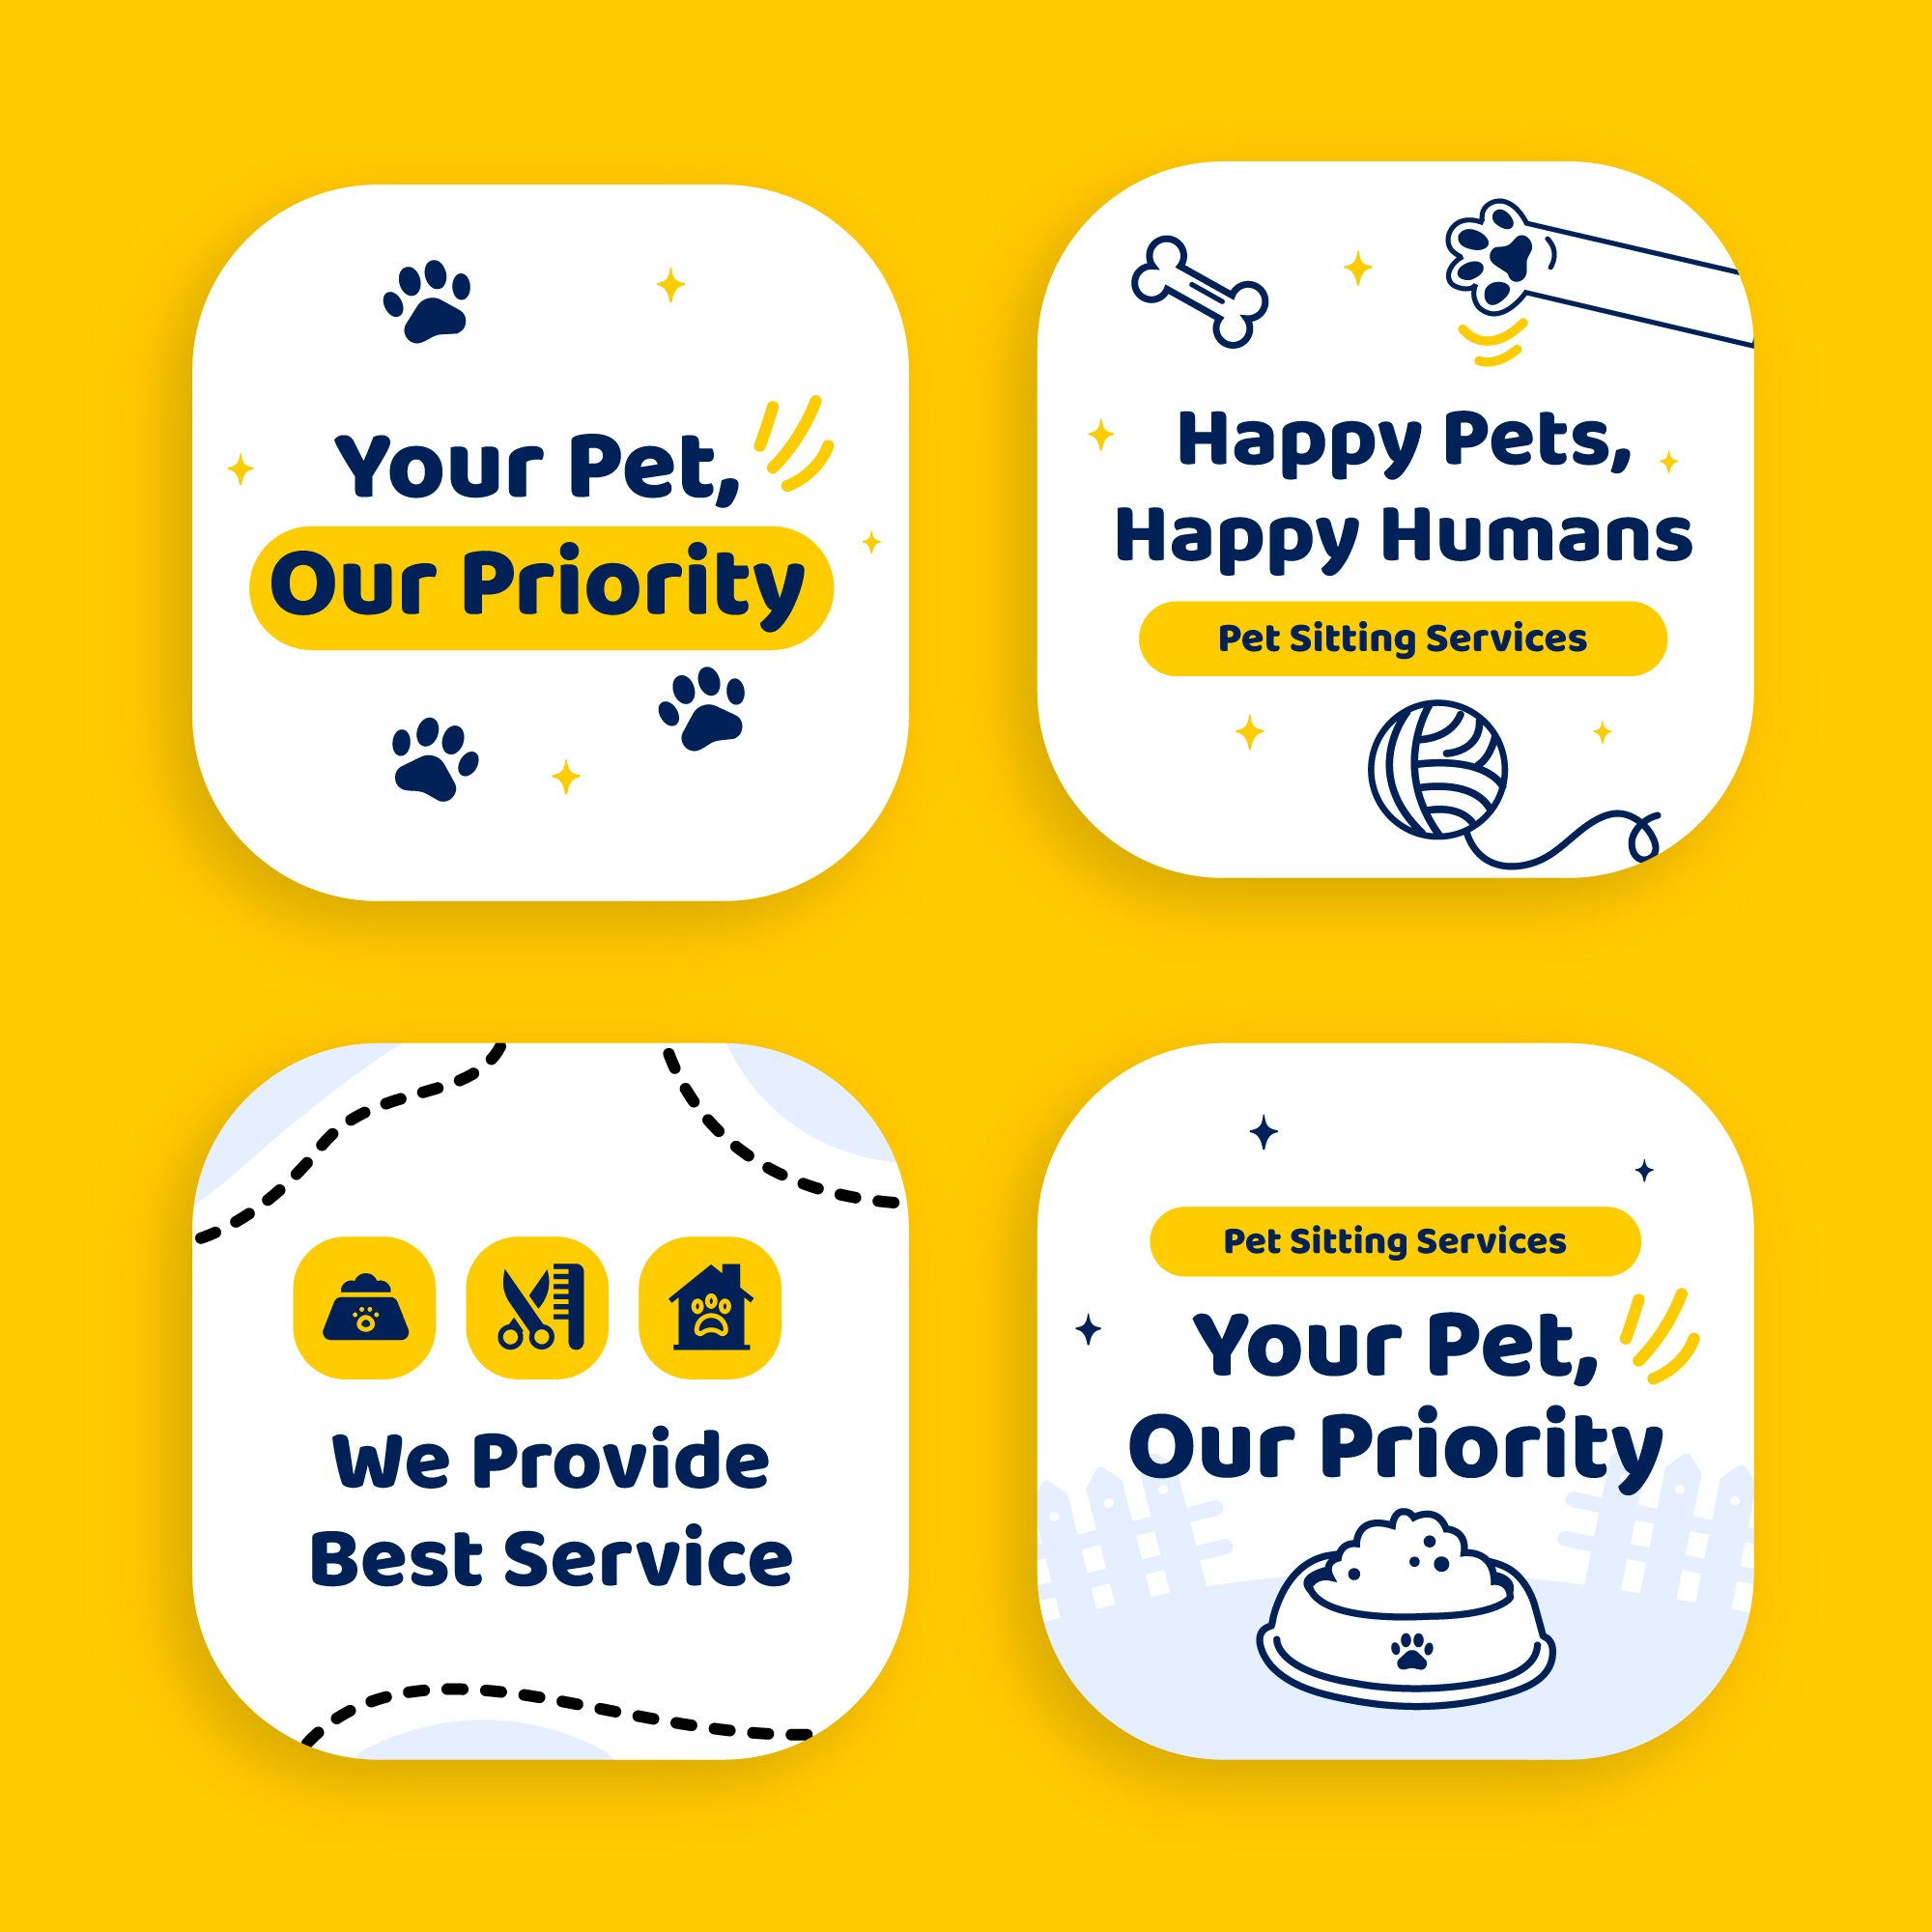 Your Pet,
Our Priority
Happy Pets,
Happy Humans
Pet Sitting Services
We Provide
Best Service
Pet Sitting Services
Your Pet,
Our Priority